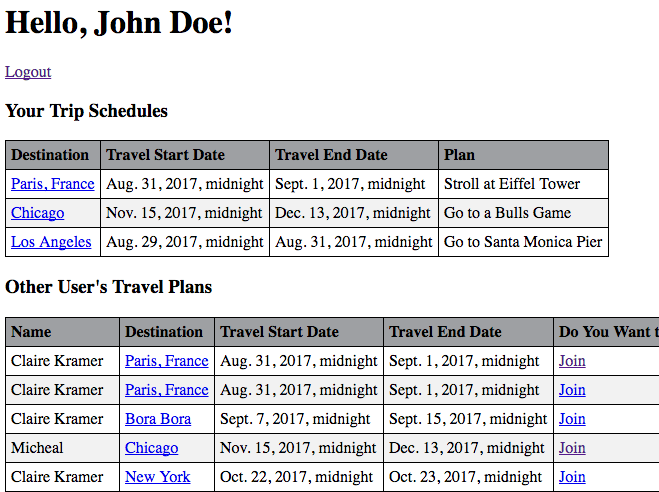 Hello, John Doe!
Logout
Your Trip Schedules
Destination Travel Start Date Travel End Date Plan
Paris, France Aug. 31, 2017, midnight Sept. 1, 2017, midnight Stroll at Eiffel Tower
Chicago Nov. 15, 2017, midnight Dec. 13, 2017, midnight Go to a Bulls Game
Los Angeles Aug. 29, 2017, midnight Aug. 31, 2017, midnight Go to Santa Monica Pier
Other User's Travel Plans
Name Destination Travel Start Date Travel End Date Do You Want t
Claire Kramer Paris, France Aug. 31, 2017, midnight Sept. 1, 2017, midnight Join
Claire Kramer Paris, France Aug. 31, 2017, midnight Sept. 1, 2017, midnight Join
Claire Kramer Bora Bora Sept. 7, 2017, midnight Sept. 15, 2017, midnight Join
Micheal Chicago Nov. 15, 2017, midnight Dec. 13, 2017, midnight Join
Claire Kramer New York Oct. 22, 2017, midnight Oct. 23, 2017, midnight Join